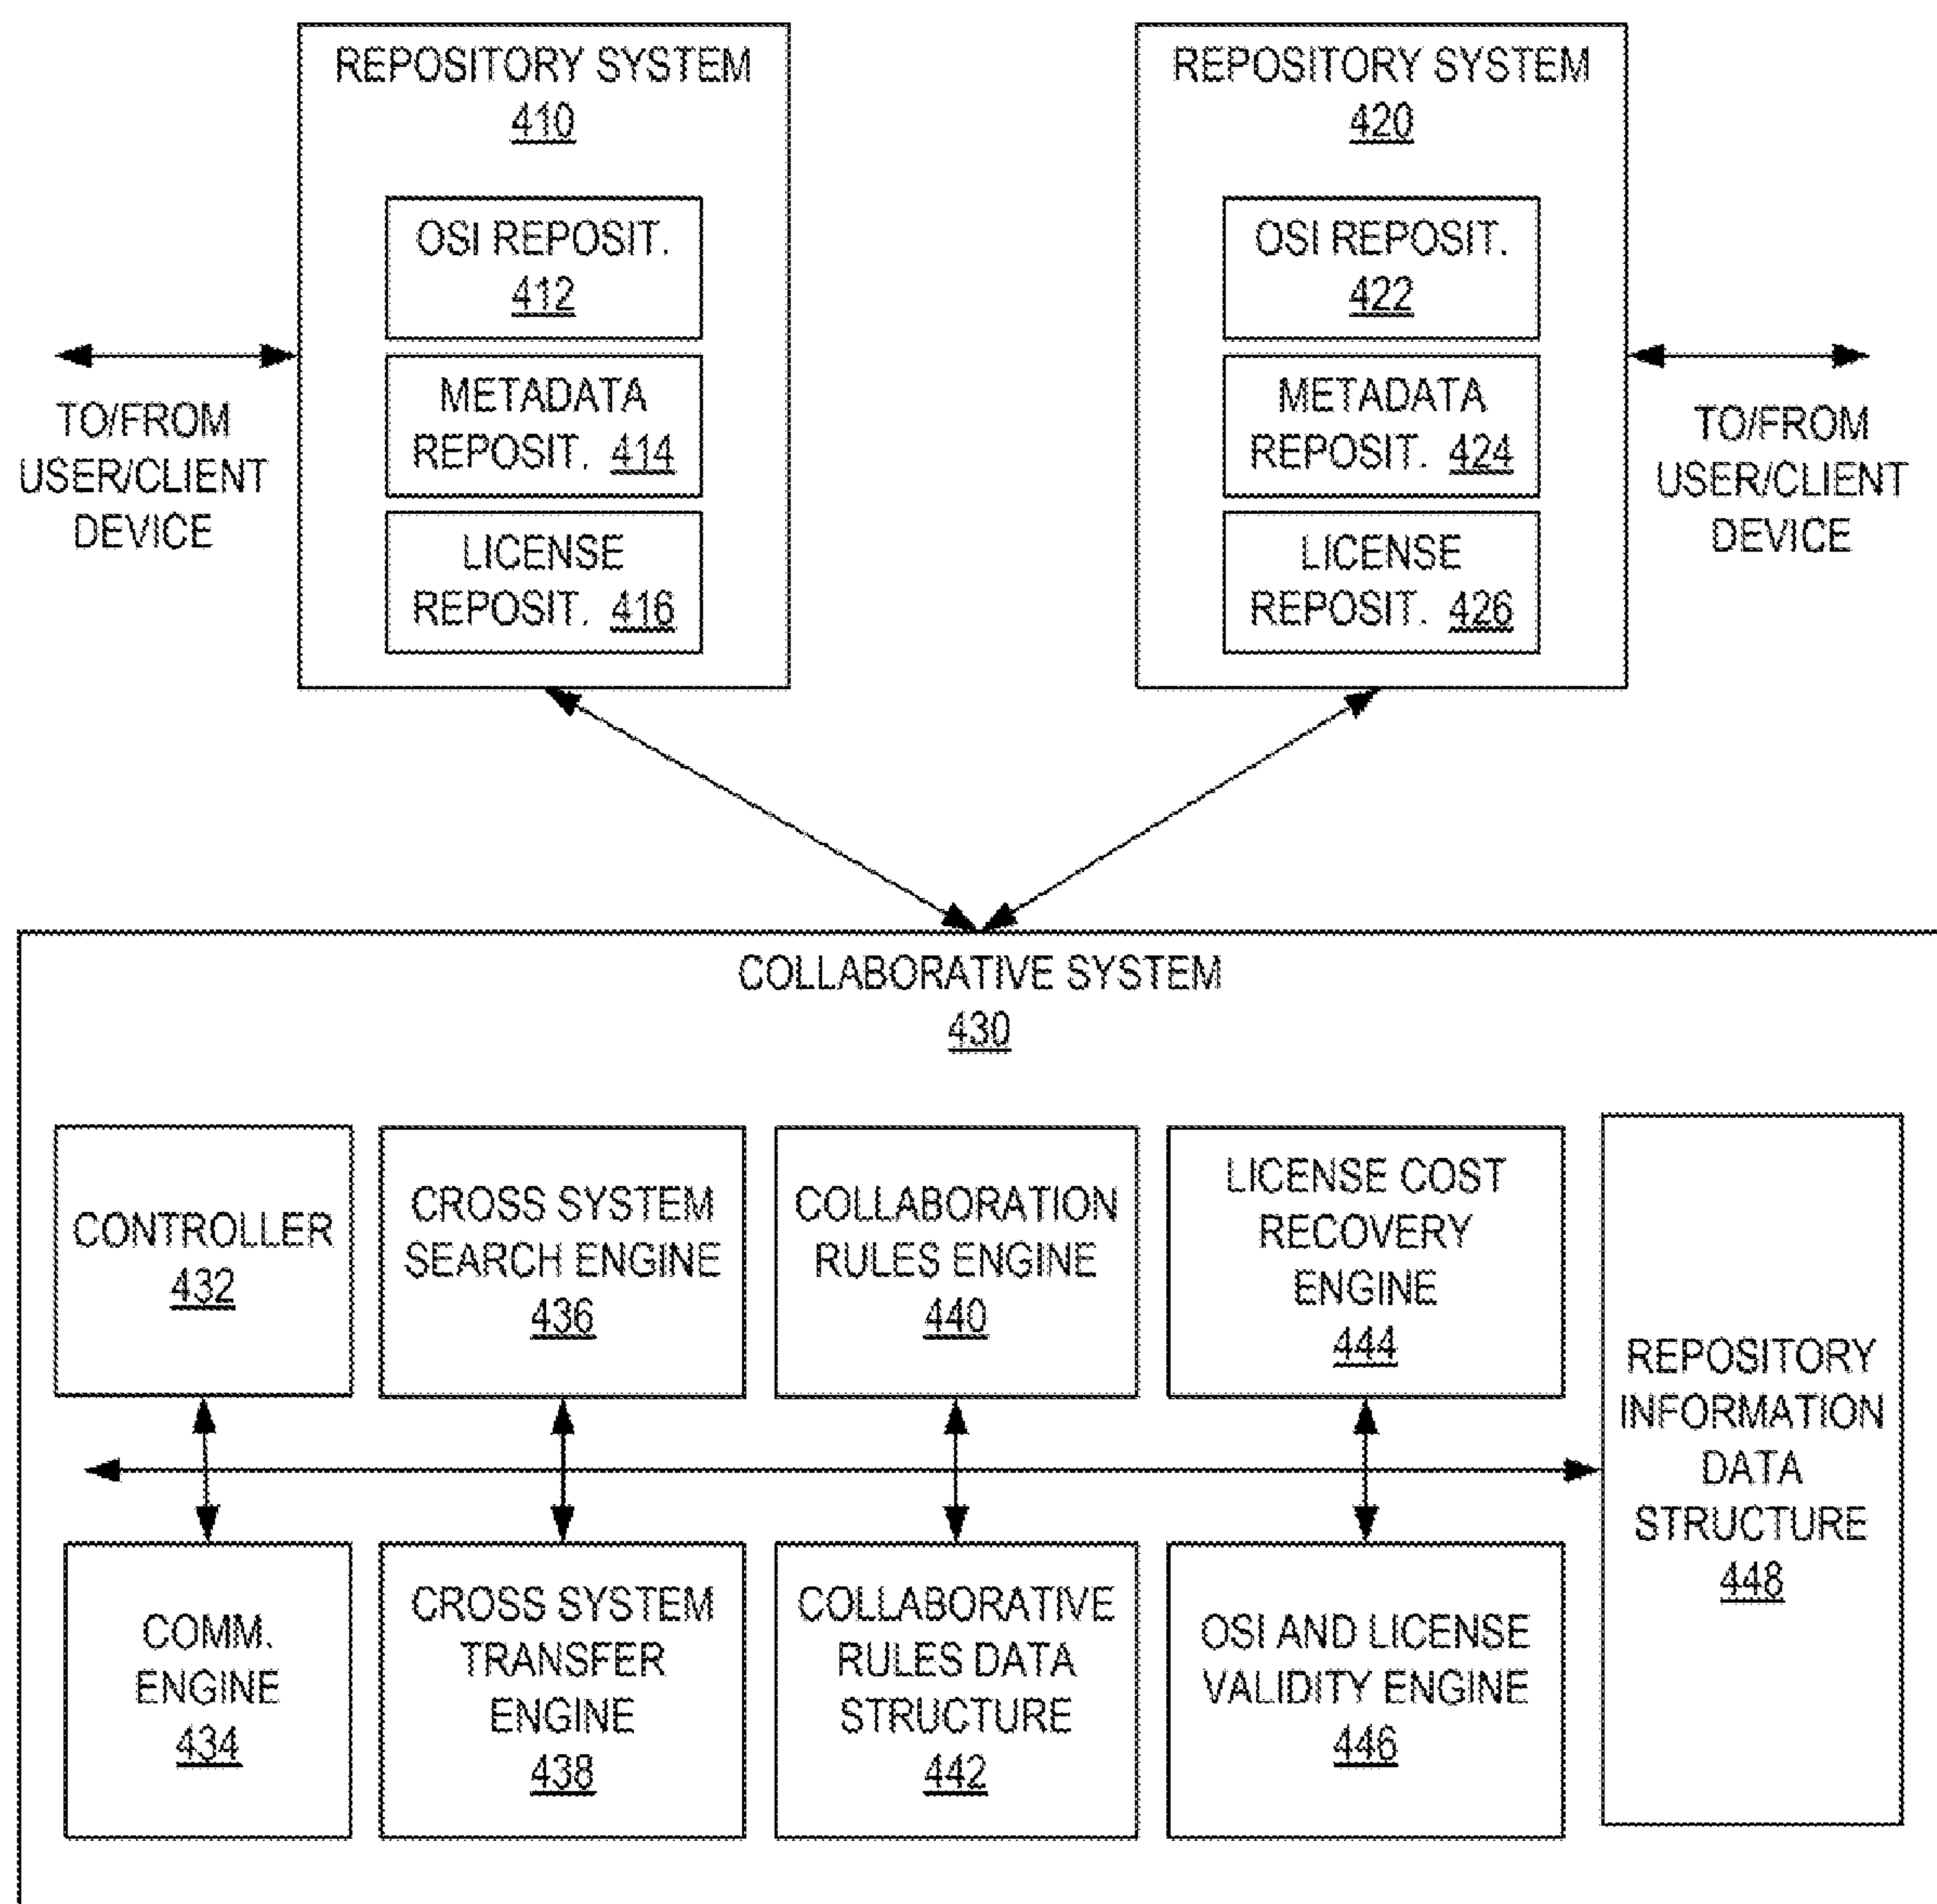 REPOSITORY SYSTEM
410
OSI REPOSIT.
412
METADATA
REPOSIT. 414
LICENSE
REPOSIT. 416
TO/FROM
USER/CLIENT
DEVICE
REPOSITORY SYSTEM
420
OSI REPOSIT.
422
METADATA
REPOSIT. 424
LICENSE
REPOSIT. 426
TO/FROM
USER/CLIENT
DEVICE
COLLABORATIVE SYSTEM
430
CONTROLLER
432
CROSS SYSTEM
SEARCH ENGINE
436
COLLABORATION
RULES ENGINE
440
LICENSE COST
RECOVERY
ENGINE
444
REPOSITORY
INFORMATION
DATA
STRUCTURE
448
COMM.
ENGINE
434
CROSS SYSTEM
TRANSFER
ENGINE
438
COLLABORATIVE
RULES DATA
STRUCTURE
442
OSI AND LICENSE
VALIDITY ENGINE
446